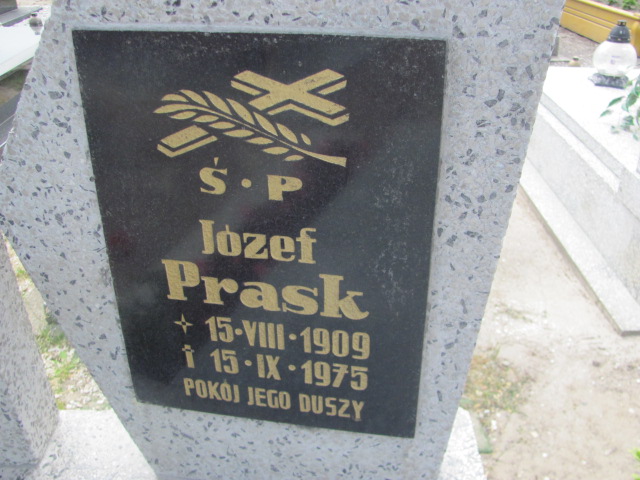 Ś·P
Józef
Prask
15·VIII·1909
15·IX·1975
POKÓJ JEGO DUSZY